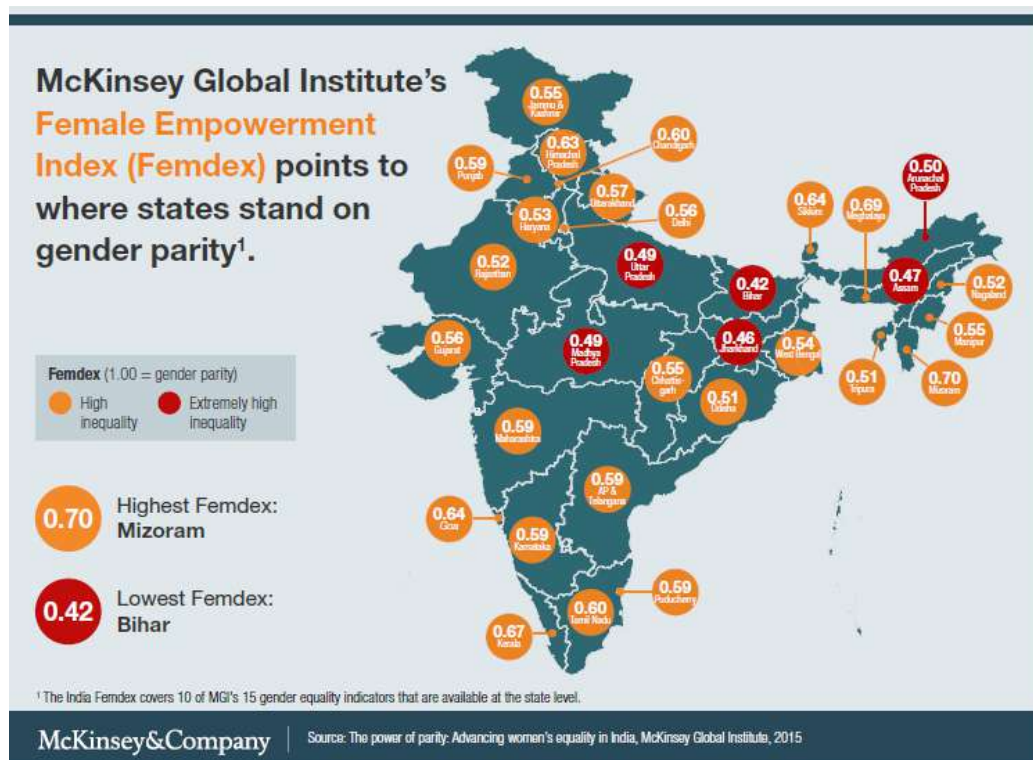 McKinsey Global Institute's
Female Empowerment
Index (Femdex) points to
where states stand on
gender parity¹.
0.55
Jammu &
Kashmir
0.63
Himachal
Pradesh
0.60
Chandigarh
0.59
Punjab
0.57
Uttarakhand
0.53
Haryana
0.56
Delhi
0.64
Sikkim
0.69
Meghalaya
0.50
Arunachal
Pradesh
0.52
Rajasthan
0.49
Uttar
Pradesh
0.42
Bihar
0.47
Assam
0.52
Nagaland
0.56
Gujarat
0.49
Madhya
Pradesh
0.46
Jharkhand
0.54
West Bengal
0.55
Manipur
0.55
Chhattis-
garh
0.51
Odisha
0.51
Tripura
0.70
Mizoram
0.59
Maharashtra
0.59
AP &
Telangana
0.64
Goa
0.59
Karnataka
0.59
Puducherry
0.60
Tamil Nadu
0.67
Kerala
Femdex (1.00 = gender parity)
High
inequality
Extremely high
inequality
0.70
Highest Femdex:
Mizoram
0.42
Lowest Femdex:
Bihar
¹ The India Femdex covers 10 of MGI's 15 gender equality indicators that are available at the state level.
McKinsey&Company
Source: The power of parity: Advancing women's equality in India, McKinsey Global Institute, 2015